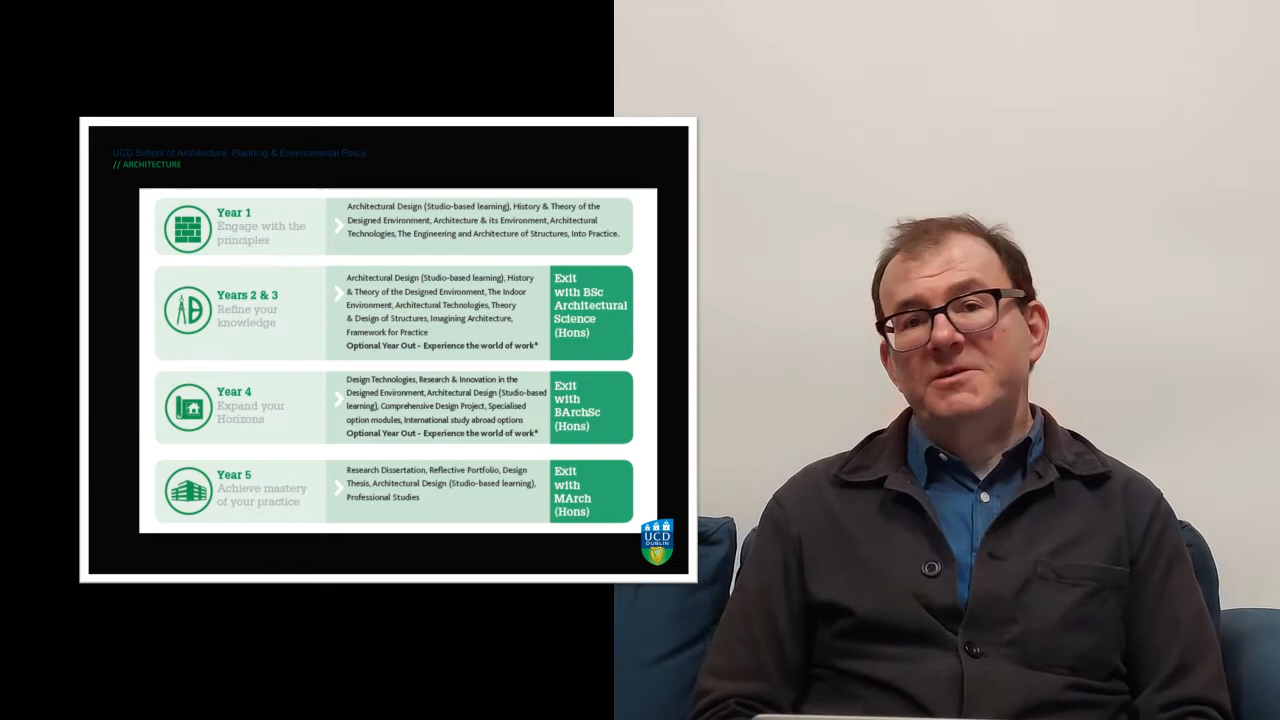 UCD School of Architecture, Planning & Environmental Policy
// ARCHITECTURE
Year 1
Engage with the
principles
Architectural Design (Studio-based learning), History & Theory of the
Designed Environment, Architecture & its Environment, Architectural
Technologies, The Engineering and Architecture of Structures, Into Practice.
Years 2 & 3
Refine your
knowledge
Architectural Design (Studio-based learning), History
& Theory of the Designed Environment, The Indoor
Environment, Architectural Technologies, Theory
& Design of Structures, Imagining Architecture,
Framework for Practice
Optional Year Out - Experience the world of work*
Exit
with BSc
Architectural
Science
(Hons)
Year 4
Expand your
Horizons
Design Technologies, Research & Innovation in the
Designed Environment, Architectural Design (Studio-based
learning), Comprehensive Design Project, Specialised
option modules, International study abroad options
Optional Year Out - Experience the world of work*
Exit
with
BArchSc
(Hons)
Year 5
Achieve mastery
of your practice
Research Dissertation, Reflective Portfolio, Design
Thesis, Architectural Design (Studio-based learning),
Professional Studies
Exit
with
MArch
(Hons)
UCD
DUBLIN